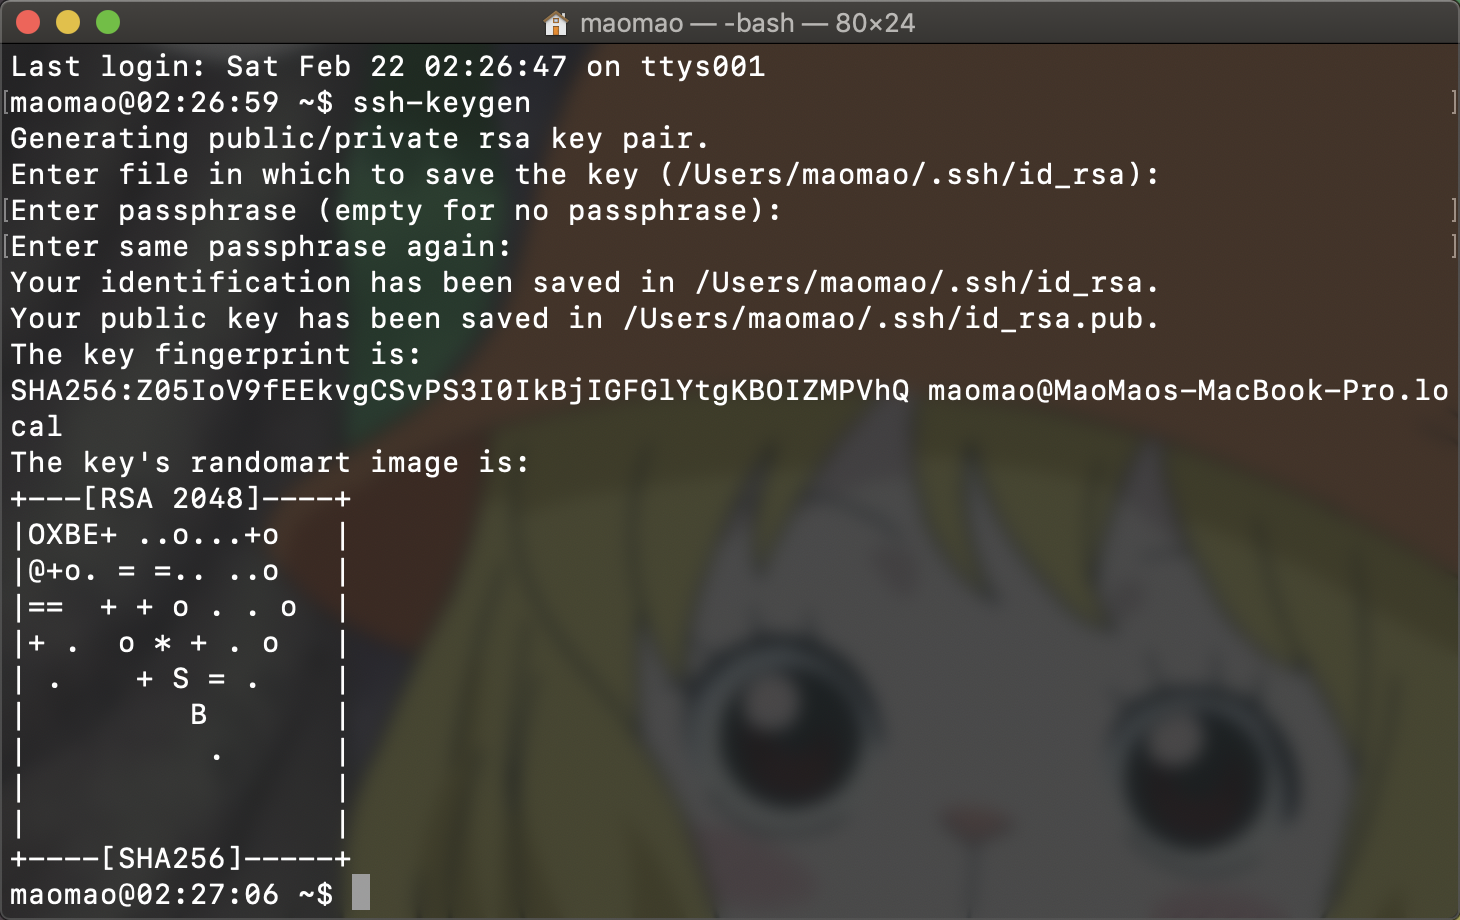 maomao — -bash — 80×24
Last login: Sat Feb 22 02:26:47 on ttys001
[maomao@02:26:59 ~$ ssh-keygen ]
Generating public/private rsa key pair.
Enter file in which to save the key (/Users/maomao/.ssh/id_rsa):
[Enter passphrase (empty for no passphrase): ]
[Enter same passphrase again: ]
Your identification has been saved in /Users/maomao/.ssh/id_rsa.
Your public key has been saved in /Users/maomao/.ssh/id_rsa.pub.
The key fingerprint is:
SHA256:Z05IoV9fEEkvgCSvPS3I0IkBjIGFGlYtgKBOIZMPVhQ maomao@MaoMaos-MacBook-Pro.lo
cal
The key's randomart image is:
+---[RSA 2048]----+
|OXBE+ ..o...+o   |
|@+o. = =.. ..o   |
|==  + + o . . o  |
|+ .  o * + . o   |
| .    + S = .    |
|         B       |
|          .      |
|                 |
|                 |
+----[SHA256]-----+
maomao@02:27:06 ~$